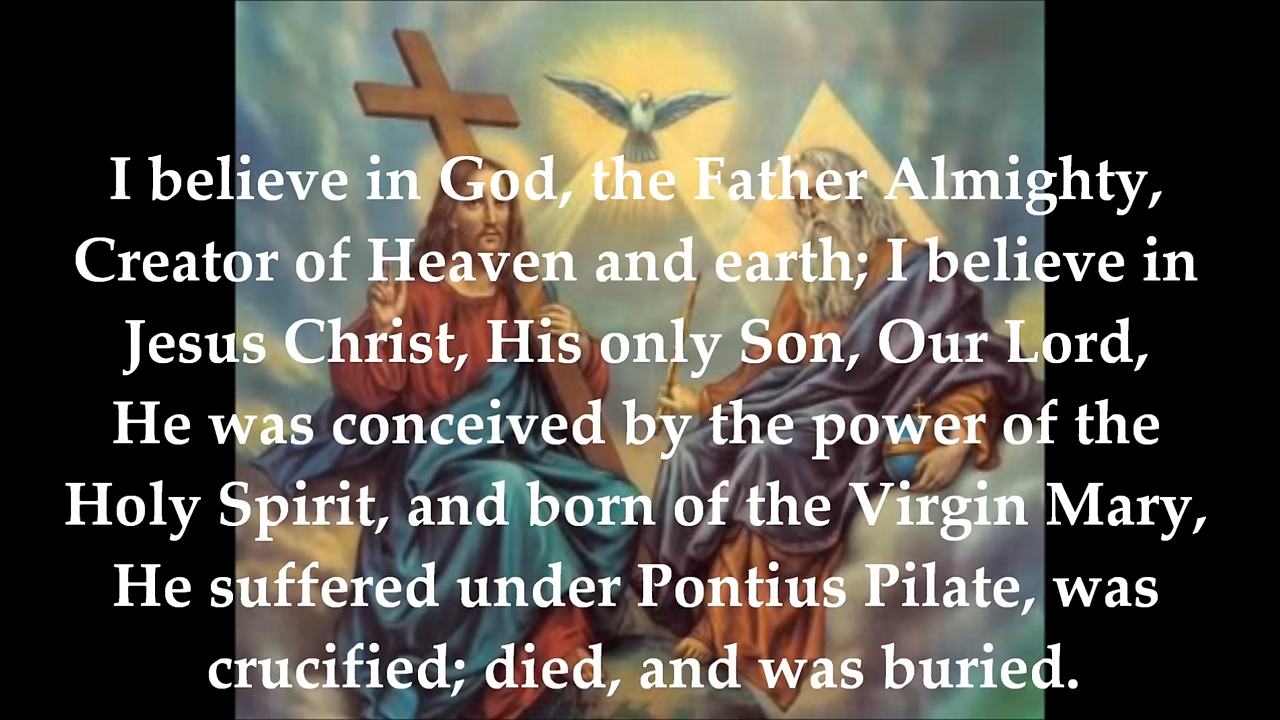 I believe in God, the Father Almighty,
Creator of Heaven and earth; I believe in
Jesus Christ, His only Son, Our Lord,
He was conceived by the power of the
Holy Spirit, and born of the Virgin Mary,
He suffered under Pontius Pilate, was
crucified; died, and was buried.